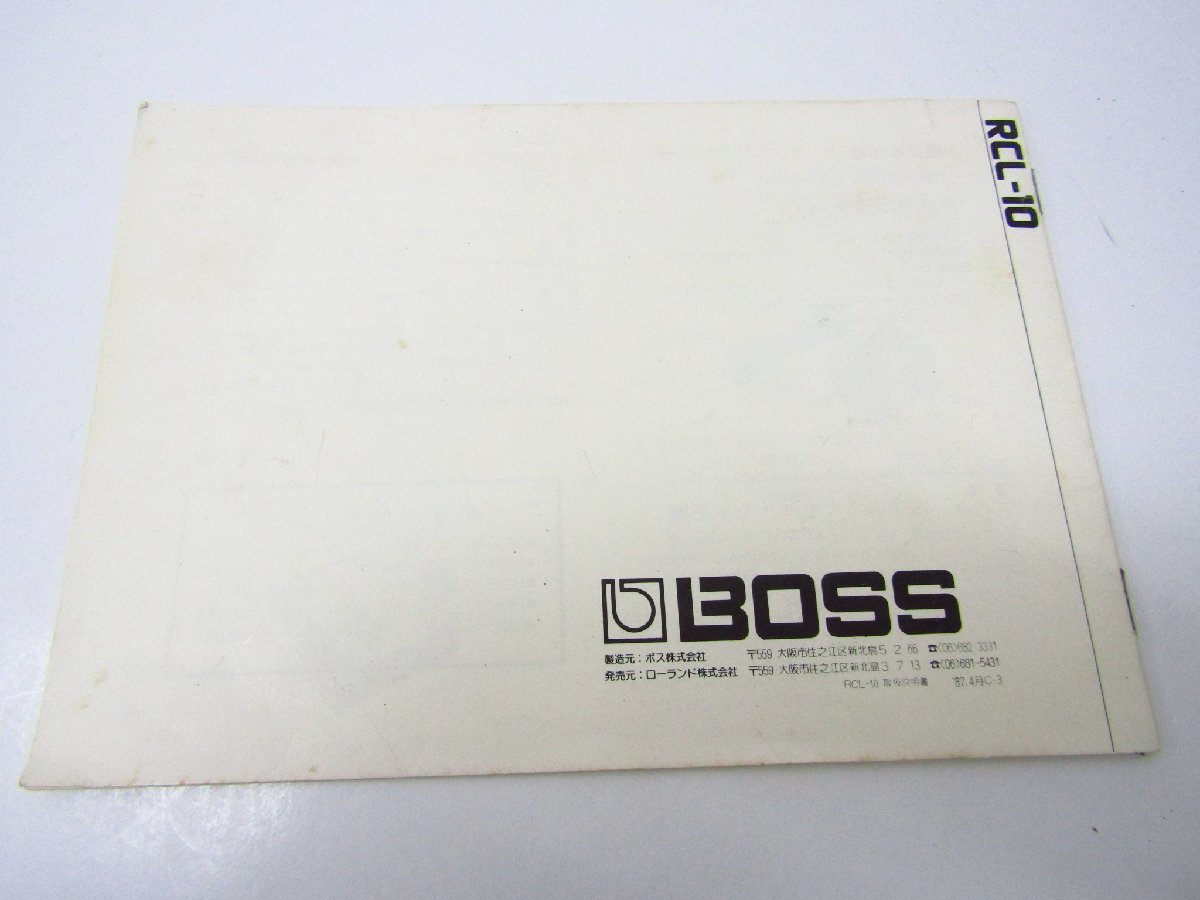 RCL-10
BOSS
製造元:ボス株式会社 〒559 大阪市住之江区新北島5 2 66 ☎(06)682 3331
発売元:ローランド株式会社 〒559 大阪市住之江区新北島3 7 13 ☎(06)681-5431
RCL-10 取扱説明書 '87.4月C-3